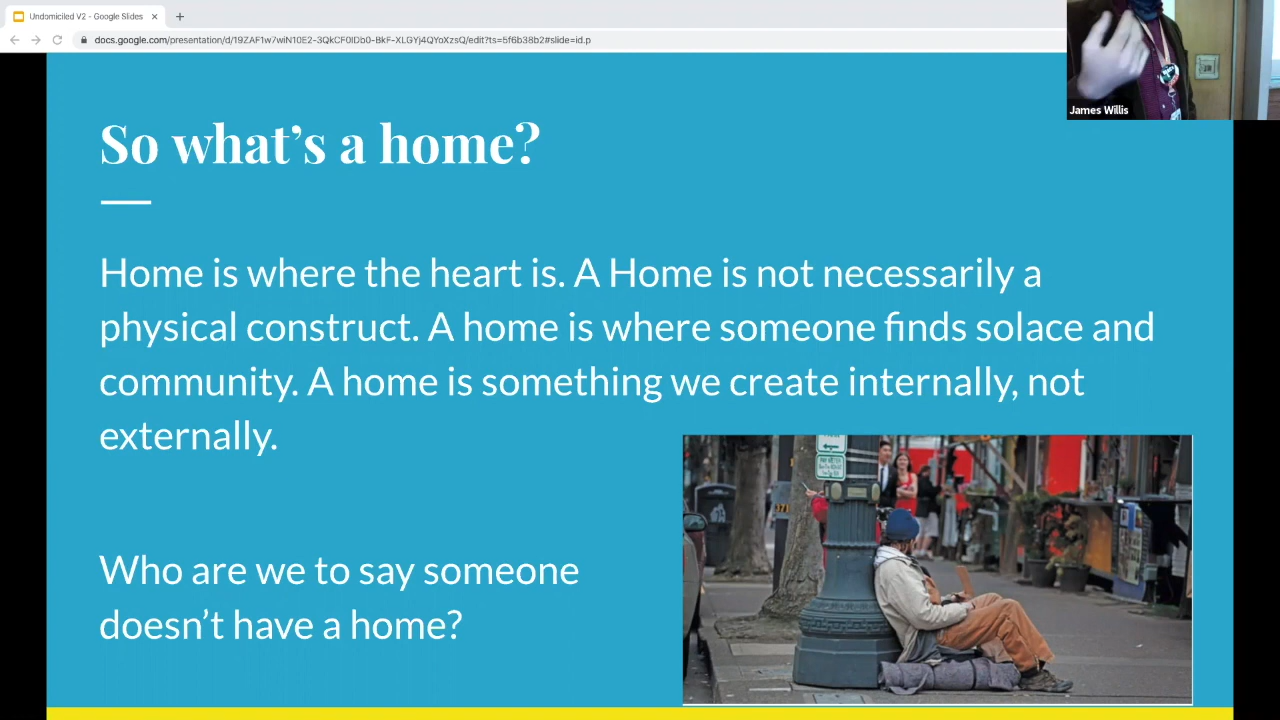 Undomiciled V2 - Google Slides
docs.google.com/presentation/d/19ZAF1w7wiN10E2-3QkCF0IDb0-BkF-XLGYj4QYoXzsQ/edit?ts=5f6b38b2#slide=id.p
James Willis
So what's a home?
Home is where the heart is. A Home is not necessarily a
physical construct. A home is where someone finds solace and
community. A home is something we create internally, not
externally.
Who are we to say someone
doesn't have a home?